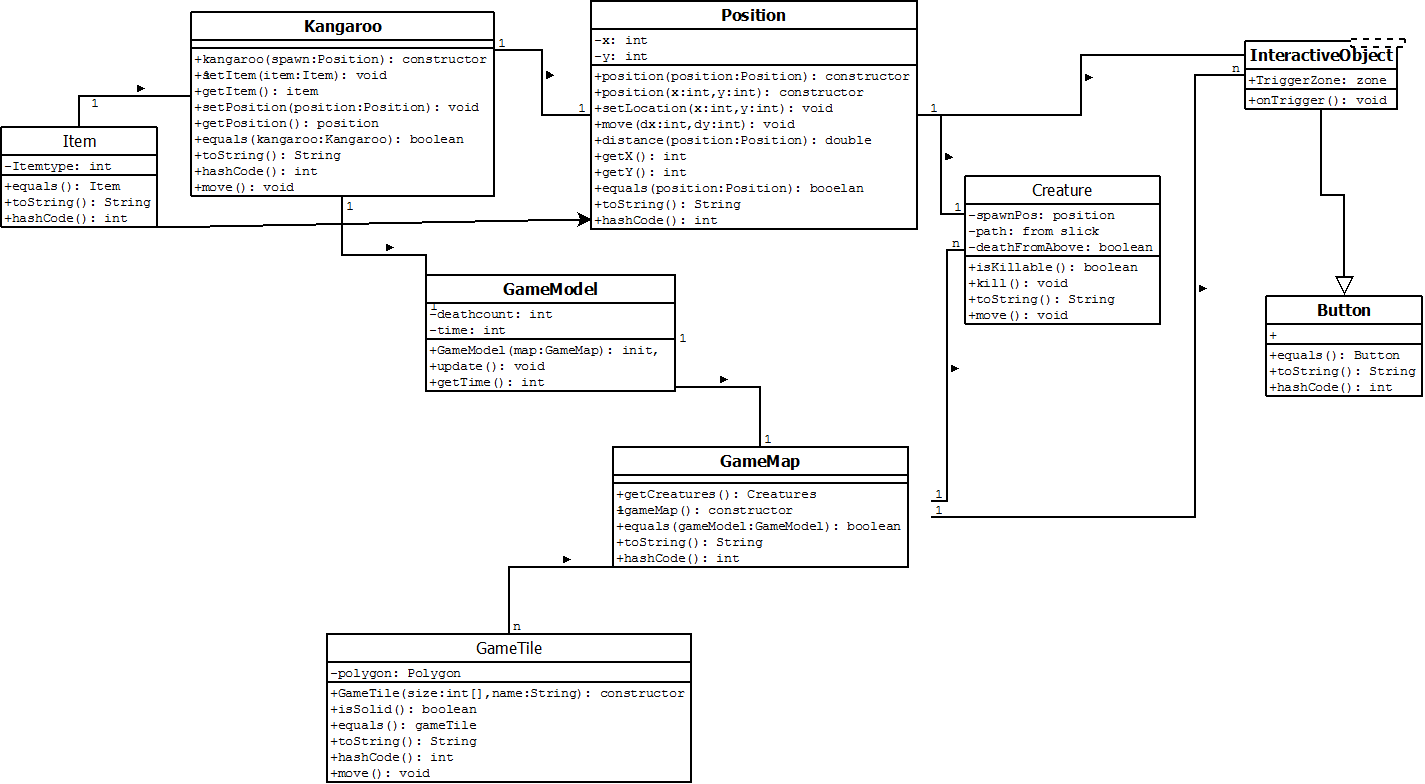 Kangaroo
+kangaroo(spawn:Position): constructor
+setItem(item:Item): void
+getItem(): item
+setPosition(position:Position): void
+getPosition(): position
+equals(kangaroo:Kangaroo): boolean
+toString(): String
+hashCode(): int
+move(): void
1
1
1
1
Position
-x: int
-y: int
+position(position:Position): constructor
+position(x:int,y:int): constructor
+setLocation(x:int,y:int): void
+move(dx:int,dy:int): void
+distance(position:Position): double
+getX(): int
+getY(): int
+equals(position:Position): booelan
+toString(): String
+hashCode(): int
1
InteractiveObject
+TriggerZone: zone
+onTrigger(): void
n
Item
-Itemtype: int
+equals(): Item
+toString(): String
+hashCode(): int
Creature
-spawnPos: position
-path: from slick
-deathFromAbove: boolean
+isKillable(): boolean
+kill(): void
+toString(): String
+move(): void
1
n
GameModel
1
-deathcount: int
-time: int
+GameModel(map:GameMap): init,
+update(): void
+getTime(): int
1
1
Button
+
+equals(): Button
+toString(): String
+hashCode(): int
GameMap
+getCreatures(): Creatures
+gameMap(): constructor
+equals(gameModel:GameModel): boolean
+toString(): String
+hashCode(): int
1
1
n
GameTile
-polygon: Polygon
+GameTile(size:int[],name:String): constructor
+isSolid(): boolean
+equals(): gameTile
+toString(): String
+hashCode(): int
+move(): void